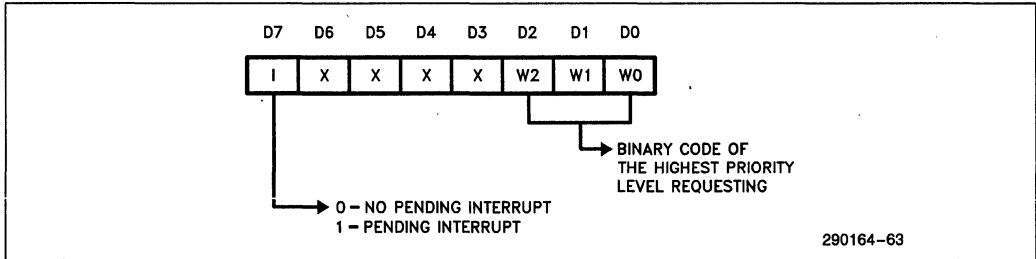 D7 D6 D5 D4 D3 D2 D1 D0
I X X X X W2 W1 W0
BINARY CODE OF
THE HIGHEST PRIORITY
LEVEL REQUESTING
0 – NO PENDING INTERRUPT
1 – PENDING INTERRUPT
290164–63